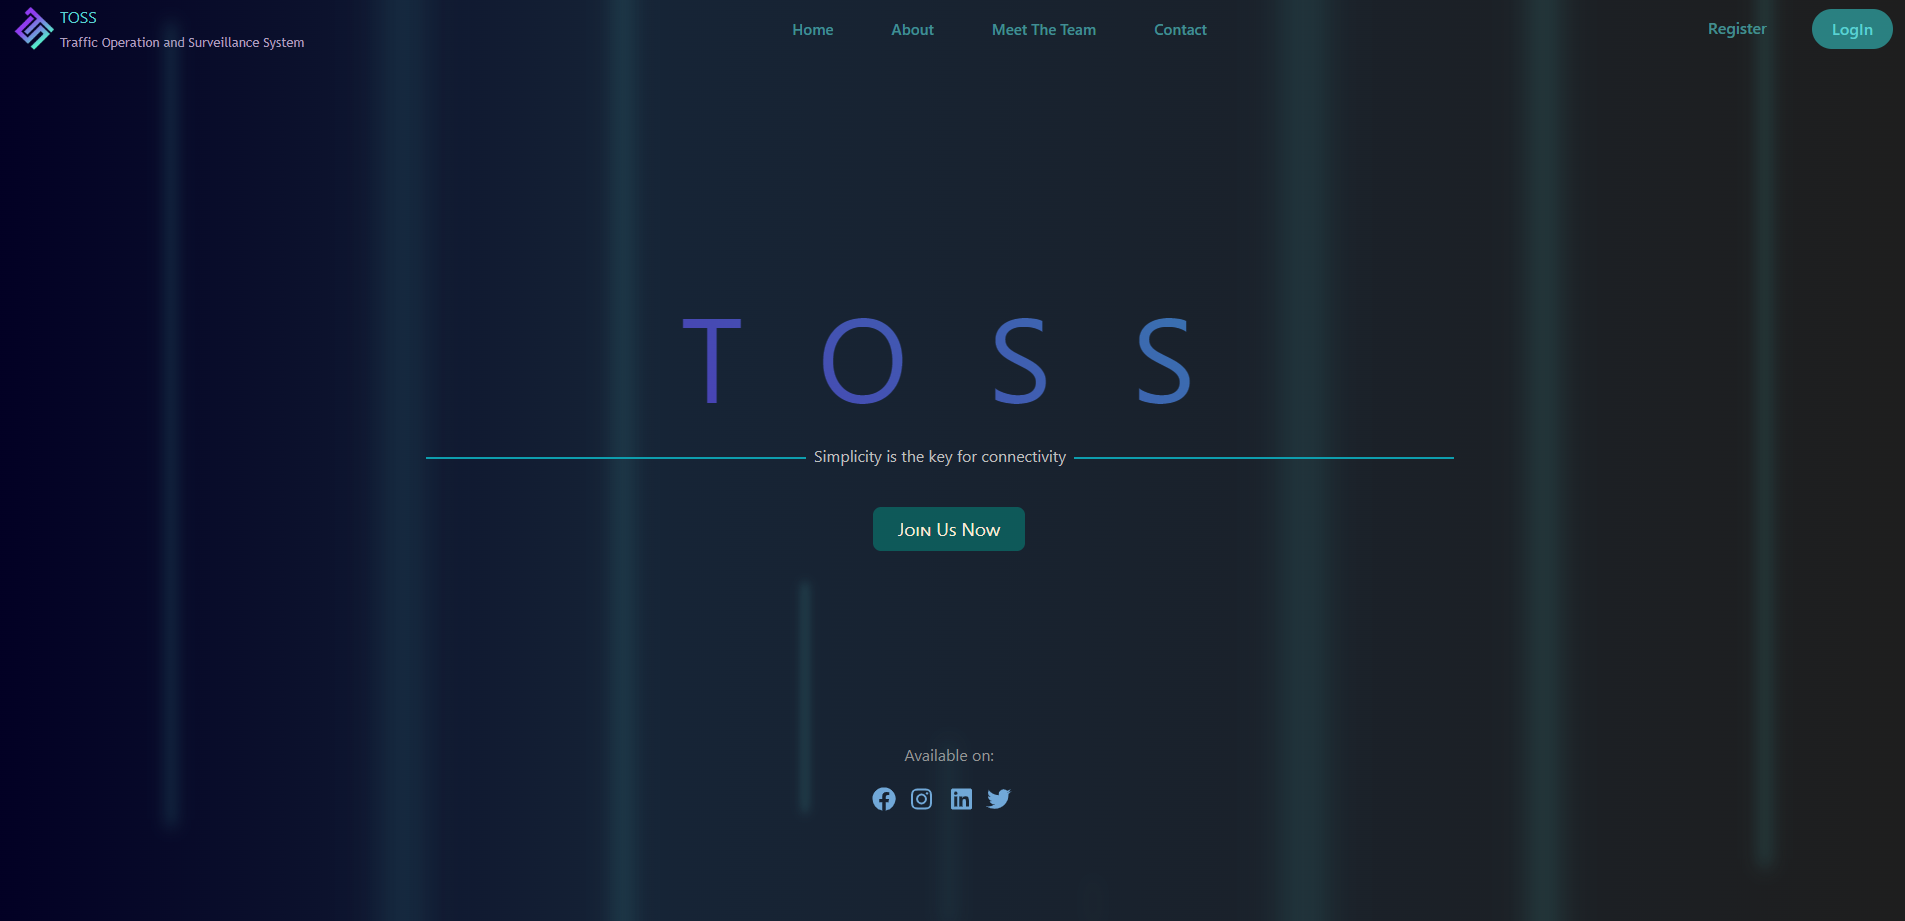 TOSS
Traffic Operation and Surveillance System
Home About Meet The Team Contact
Register LogIn
T O S S
Simplicity is the key for connectivity
Join Us Now
Available on: